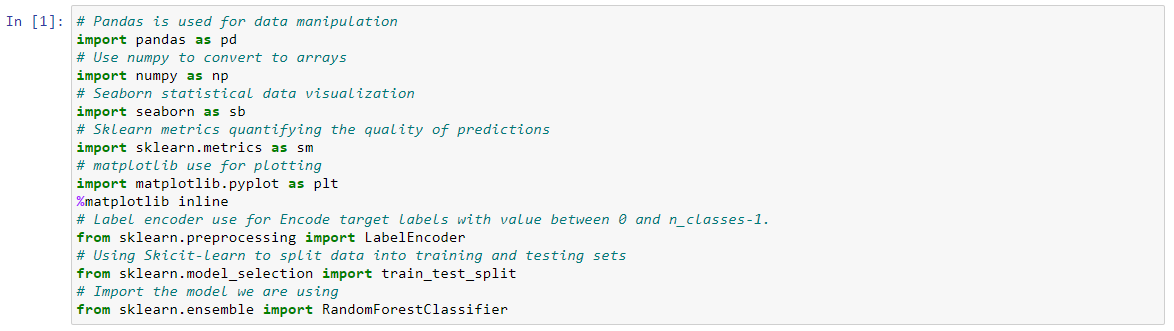 In [1]: # Pandas is used for data manipulation
import pandas as pd
# Use numpy to convert to arrays
import numpy as np
# Seaborn statistical data visualization
import seaborn as sb
# Sklearn metrics quantifying the quality of predictions
import sklearn.metrics as sm
# matplotlib use for plotting
import matplotlib.pyplot as plt
%matplotlib inline
# Label encoder use for Encode target labels with value between 0 and n_classes-1.
from sklearn.preprocessing import LabelEncoder
# Using Skicit-learn to split data into training and testing sets
from sklearn.model_selection import train_test_split
# Import the model we are using
from sklearn.ensemble import RandomForestClassifier